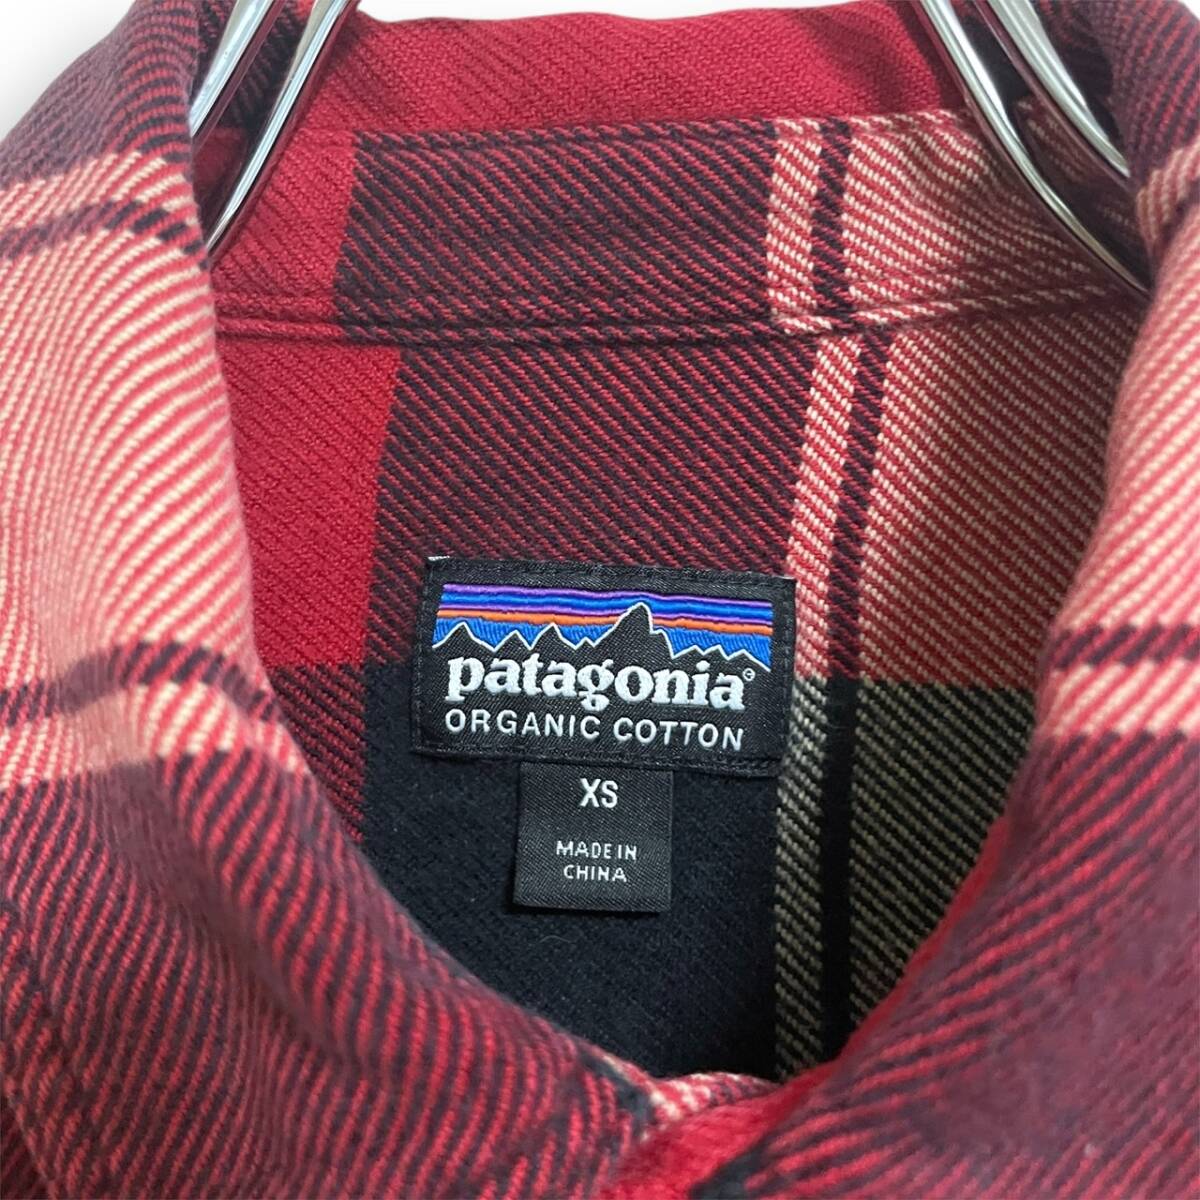 patagonia®
ORGANIC COTTON
XS
MADE IN
CHINA